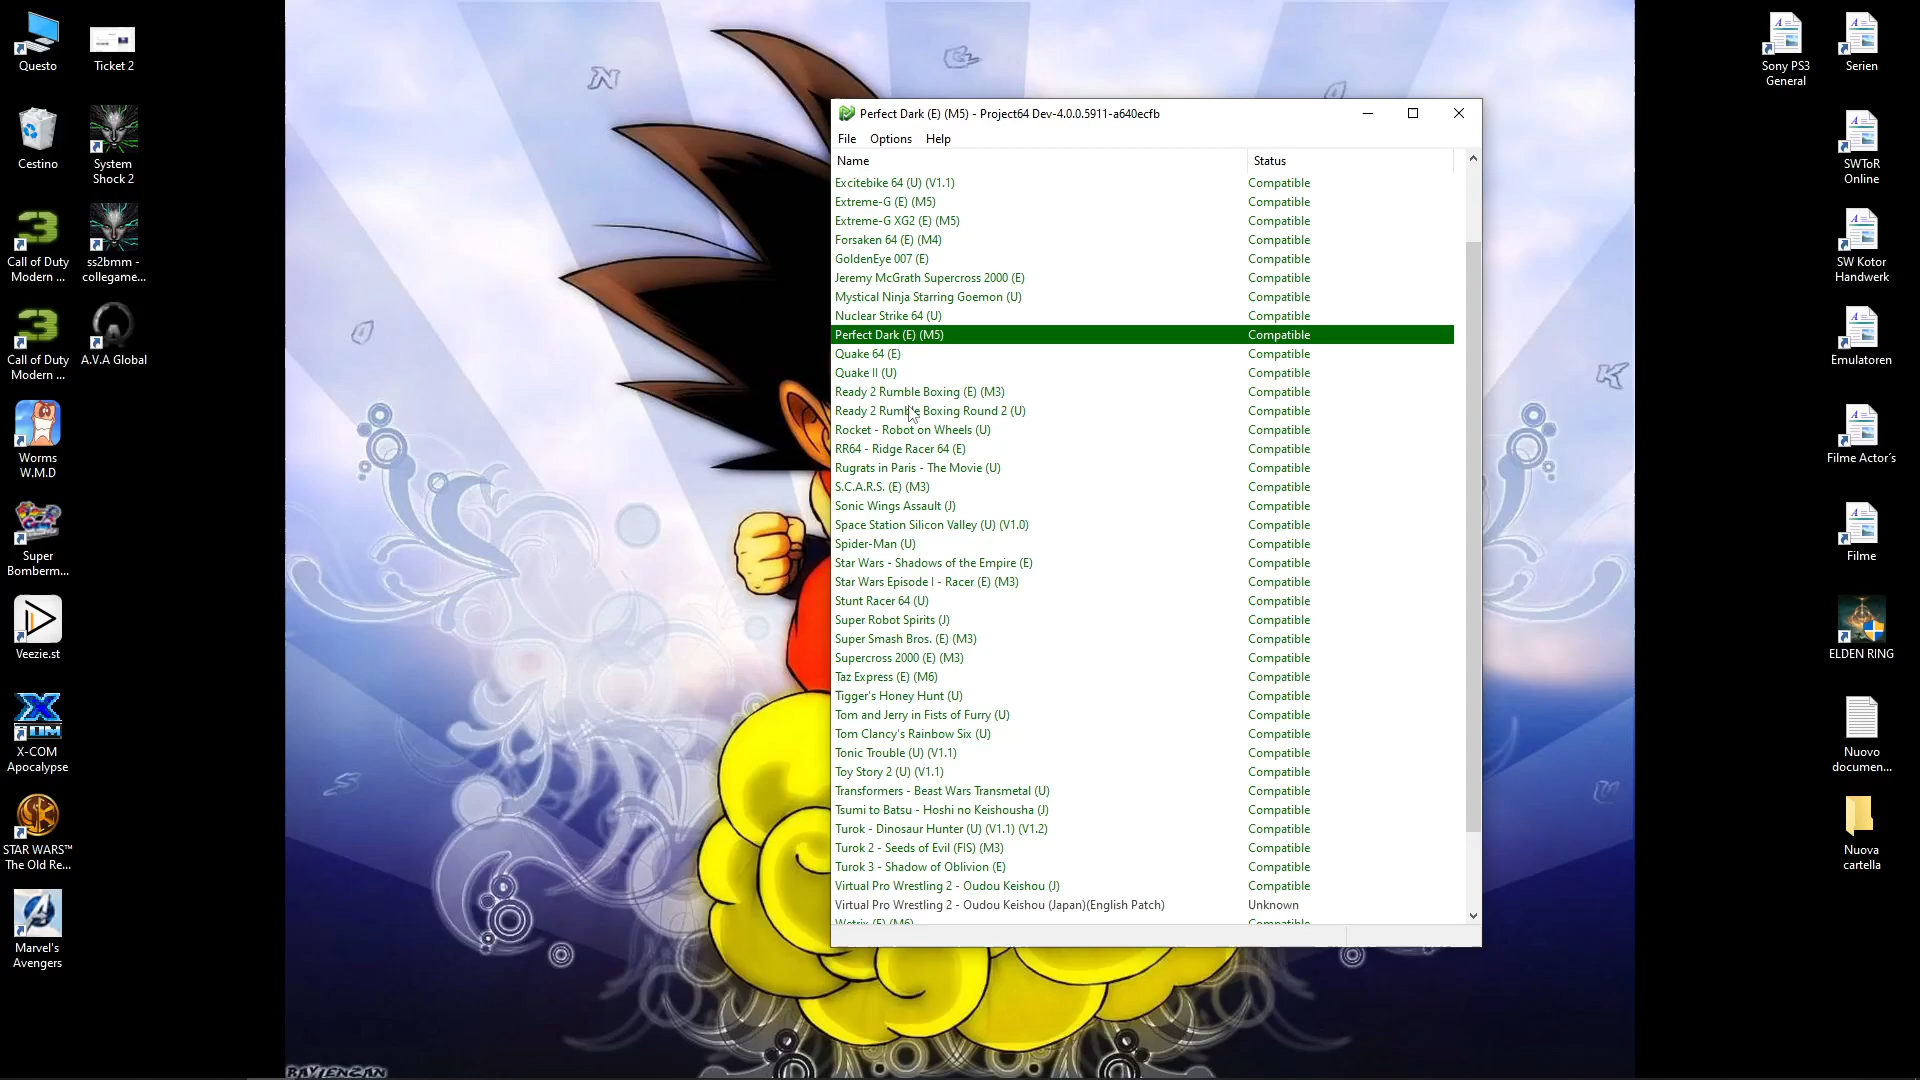 Questo
Ticket 2
Cestino
System
Shock 2
Call of Duty
Modern ...
ss2bmm -
collegame...
Call of Duty
Modern ...
A.V.A Global
Worms
W.M.D
Super
Bomberm...
Veezie.st
X-COM
Apocalypse
STAR WARS™
The Old Re...
Marvel's
Avengers
Perfect Dark (E) (M5) - Project64 Dev-4.0.0.5911-a640ecfb
File Options Help
Name Status
Excitebike 64 (U) (V1.1) Compatible
Extreme-G (E) (M5) Compatible
Extreme-G XG2 (E) (M5) Compatible
Forsaken 64 (E) (M4) Compatible
GoldenEye 007 (E) Compatible
Jeremy McGrath Supercross 2000 (E) Compatible
Mystical Ninja Starring Goemon (U) Compatible
Nuclear Strike 64 (U) Compatible
Perfect Dark (E) (M5) Compatible
Quake 64 (E) Compatible
Quake II (U) Compatible
Ready 2 Rumble Boxing (E) (M3) Compatible
Ready 2 Rumble Boxing Round 2 (U) Compatible
Rocket - Robot on Wheels (U) Compatible
RR64 - Ridge Racer 64 (E) Compatible
Rugrats in Paris - The Movie (U) Compatible
S.C.A.R.S. (E) (M3) Compatible
Sonic Wings Assault (J) Compatible
Space Station Silicon Valley (U) (V1.0) Compatible
Spider-Man (U) Compatible
Star Wars - Shadows of the Empire (E) Compatible
Star Wars Episode I - Racer (E) (M3) Compatible
Stunt Racer 64 (U) Compatible
Super Robot Spirits (J) Compatible
Super Smash Bros. (E) (M3) Compatible
Supercross 2000 (E) (M3) Compatible
Taz Express (E) (M6) Compatible
Tigger's Honey Hunt (U) Compatible
Tom and Jerry in Fists of Furry (U) Compatible
Tom Clancy's Rainbow Six (U) Compatible
Tonic Trouble (U) (V1.1) Compatible
Toy Story 2 (U) (V1.1) Compatible
Transformers - Beast Wars Transmetal (U) Compatible
Tsumi to Batsu - Hoshi no Keishousha (J) Compatible
Turok - Dinosaur Hunter (U) (V1.1) (V1.2) Compatible
Turok 2 - Seeds of Evil (FIS) (M3) Compatible
Turok 3 - Shadow of Oblivion (E) Compatible
Virtual Pro Wrestling 2 - Oudou Keishou (J) Compatible
Virtual Pro Wrestling 2 - Oudou Keishou (Japan)(English Patch) Unknown
Wetrix (E) (M6) Compatible
Sony PS3
General
Serien
SWToR
Online
SW Kotor
Handwerk
Emulatoren
Filme Actor´s
Filme
ELDEN RING
Nuovo
documen...
Nuova
cartella